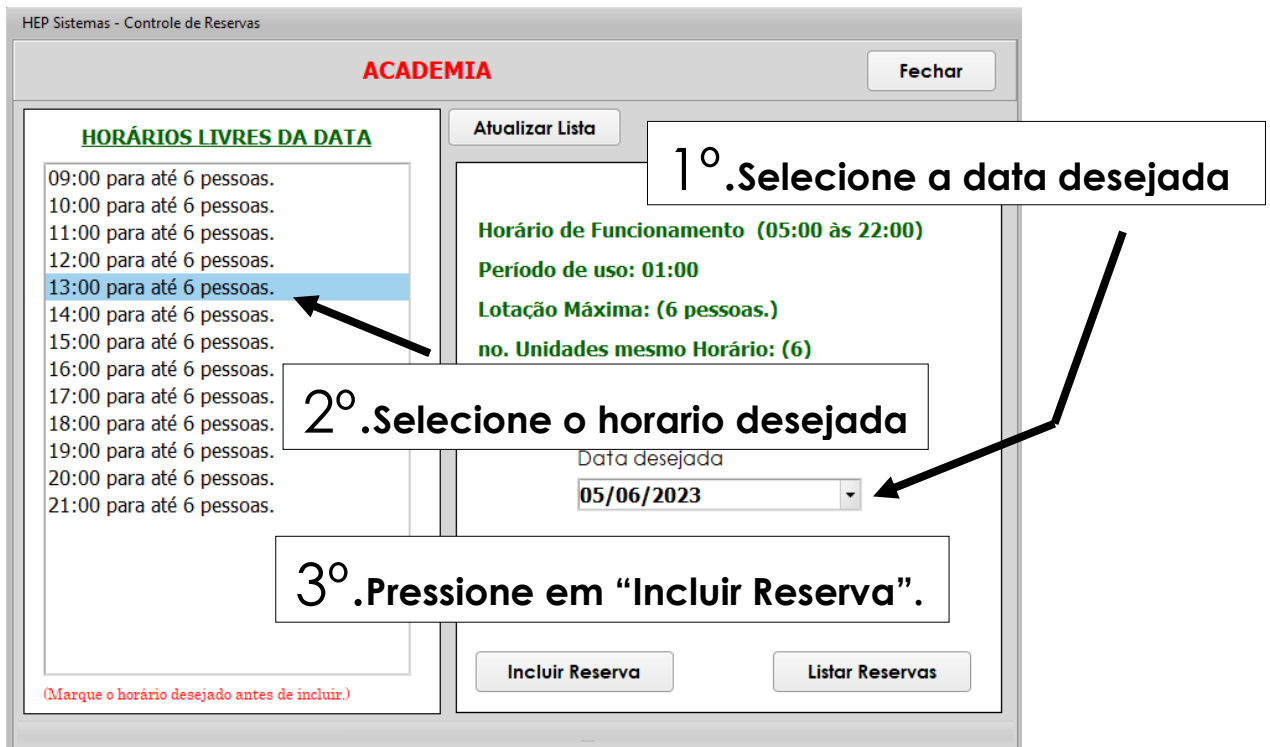 HEP Sistemas - Controle de Reservas
ACADEMIA
Fechar
HORÁRIOS LIVRES DA DATA
09:00 para até 6 pessoas.
10:00 para até 6 pessoas.
11:00 para até 6 pessoas.
12:00 para até 6 pessoas.
13:00 para até 6 pessoas.
14:00 para até 6 pessoas.
15:00 para até 6 pessoas.
16:00 para até 6 pessoas.
17:00 para até 6 pessoas.
18:00 para até 6 pessoas.
19:00 para até 6 pessoas.
20:00 para até 6 pessoas.
21:00 para até 6 pessoas.
(Marque o horário desejado antes de incluir.)
Atualizar Lista
1º.Selecione a data desejada
Horário de Funcionamento (05:00 às 22:00)
Período de uso: 01:00
Lotação Máxima: (6 pessoas.)
no. Unidades mesmo Horário: (6)
2º.Selecione o horario desejada
Data desejada
05/06/2023
3º.Pressione em “Incluir Reserva”.
Incluir Reserva
Listar Reservas